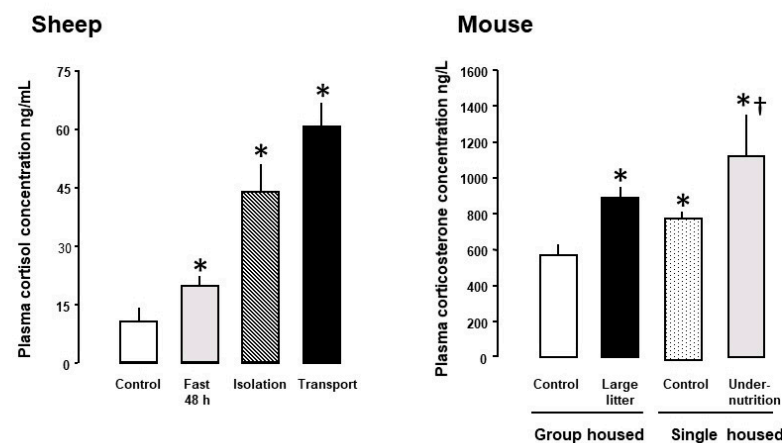 Sheep
Plasma cortisol concentration ng/mL
75
60
45
30
15
0
*
*
*
Control
Fast
48 h
Isolation
Transport
Mouse
Plasma corticosterone concentration ng/L
1600
1400
1200
1000
800
600
400
200
0
*
*
*†
Control
Large
litter
Control
Under-
nutrition
Group housed
Single housed